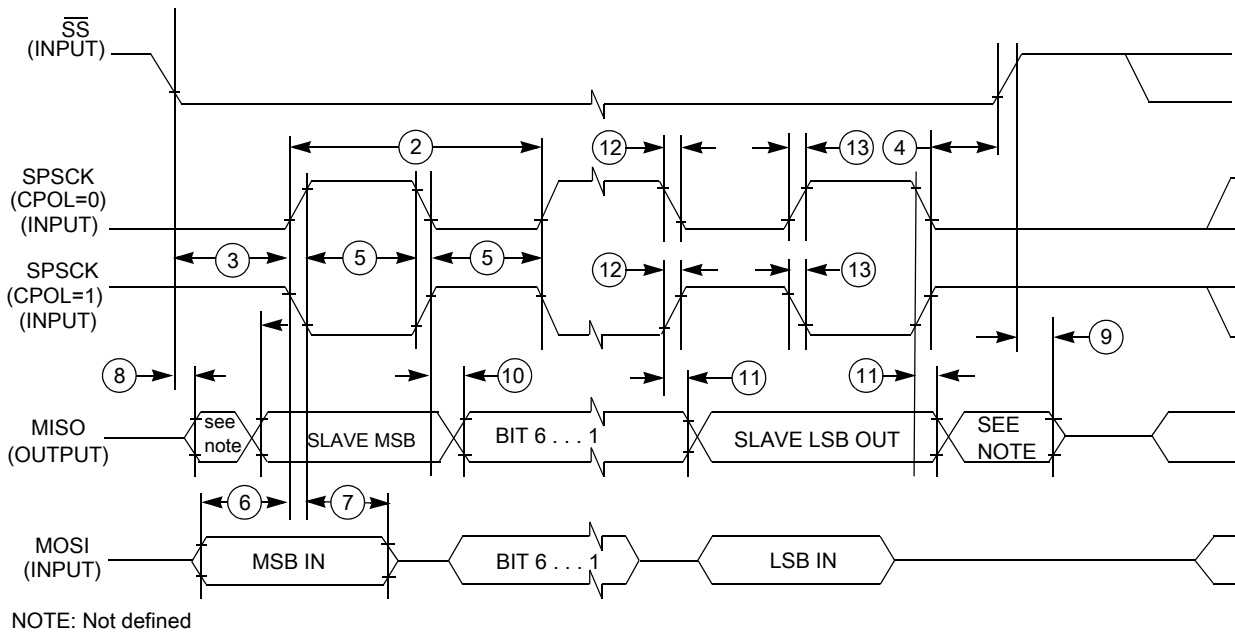 SS
(INPUT)
2
12
13
4
SPSCK
(CPOL=0)
(INPUT)
3
5
5
SPSCK
(CPOL=1)
(INPUT)
12
13
9
8
10
11
11
MISO
(OUTPUT)
see
note
SLAVE MSB
BIT 6 . . . 1
SLAVE LSB OUT
SEE
NOTE
6
7
MOSI
(INPUT)
MSB IN
BIT 6 . . . 1
LSB IN
NOTE: Not defined